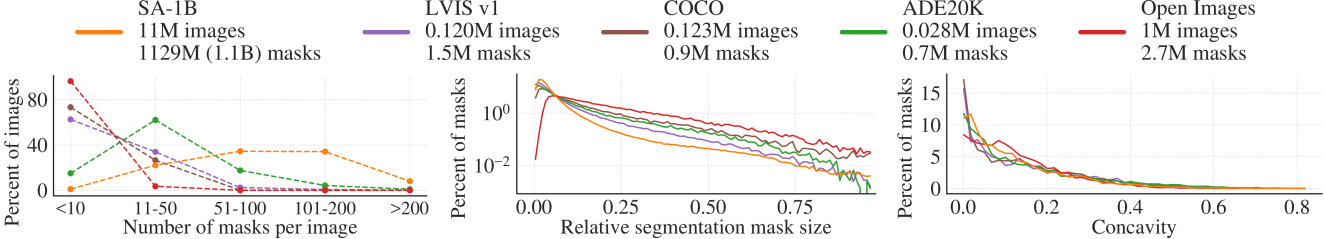 SA-1B
11M images
1129M (1.1B) masks
LVIS v1
0.120M images
1.5M masks
COCO
0.123M images
0.9M masks
ADE20K
0.028M images
0.7M masks
Open Images
1M images
2.7M masks
Percent of images
80
40
0
<10 11-50 51-100 101-200 >200
Number of masks per image
Percent of masks
10⁰
10⁻²
0.00 0.25 0.50 0.75
Relative segmentation mask size
Percent of masks
15
10
5
0
0.0 0.2 0.4 0.6 0.8
Concavity